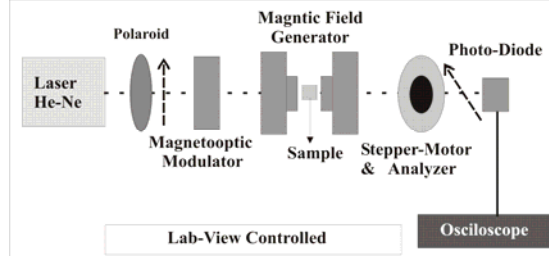 Magntic Field
Generator
Polaroid
Photo-Diode
Laser
He-Ne
Magnetooptic
Modulator
Sample
Stepper-Motor
& Analyzer
Osciloscope
Lab-View Controlled